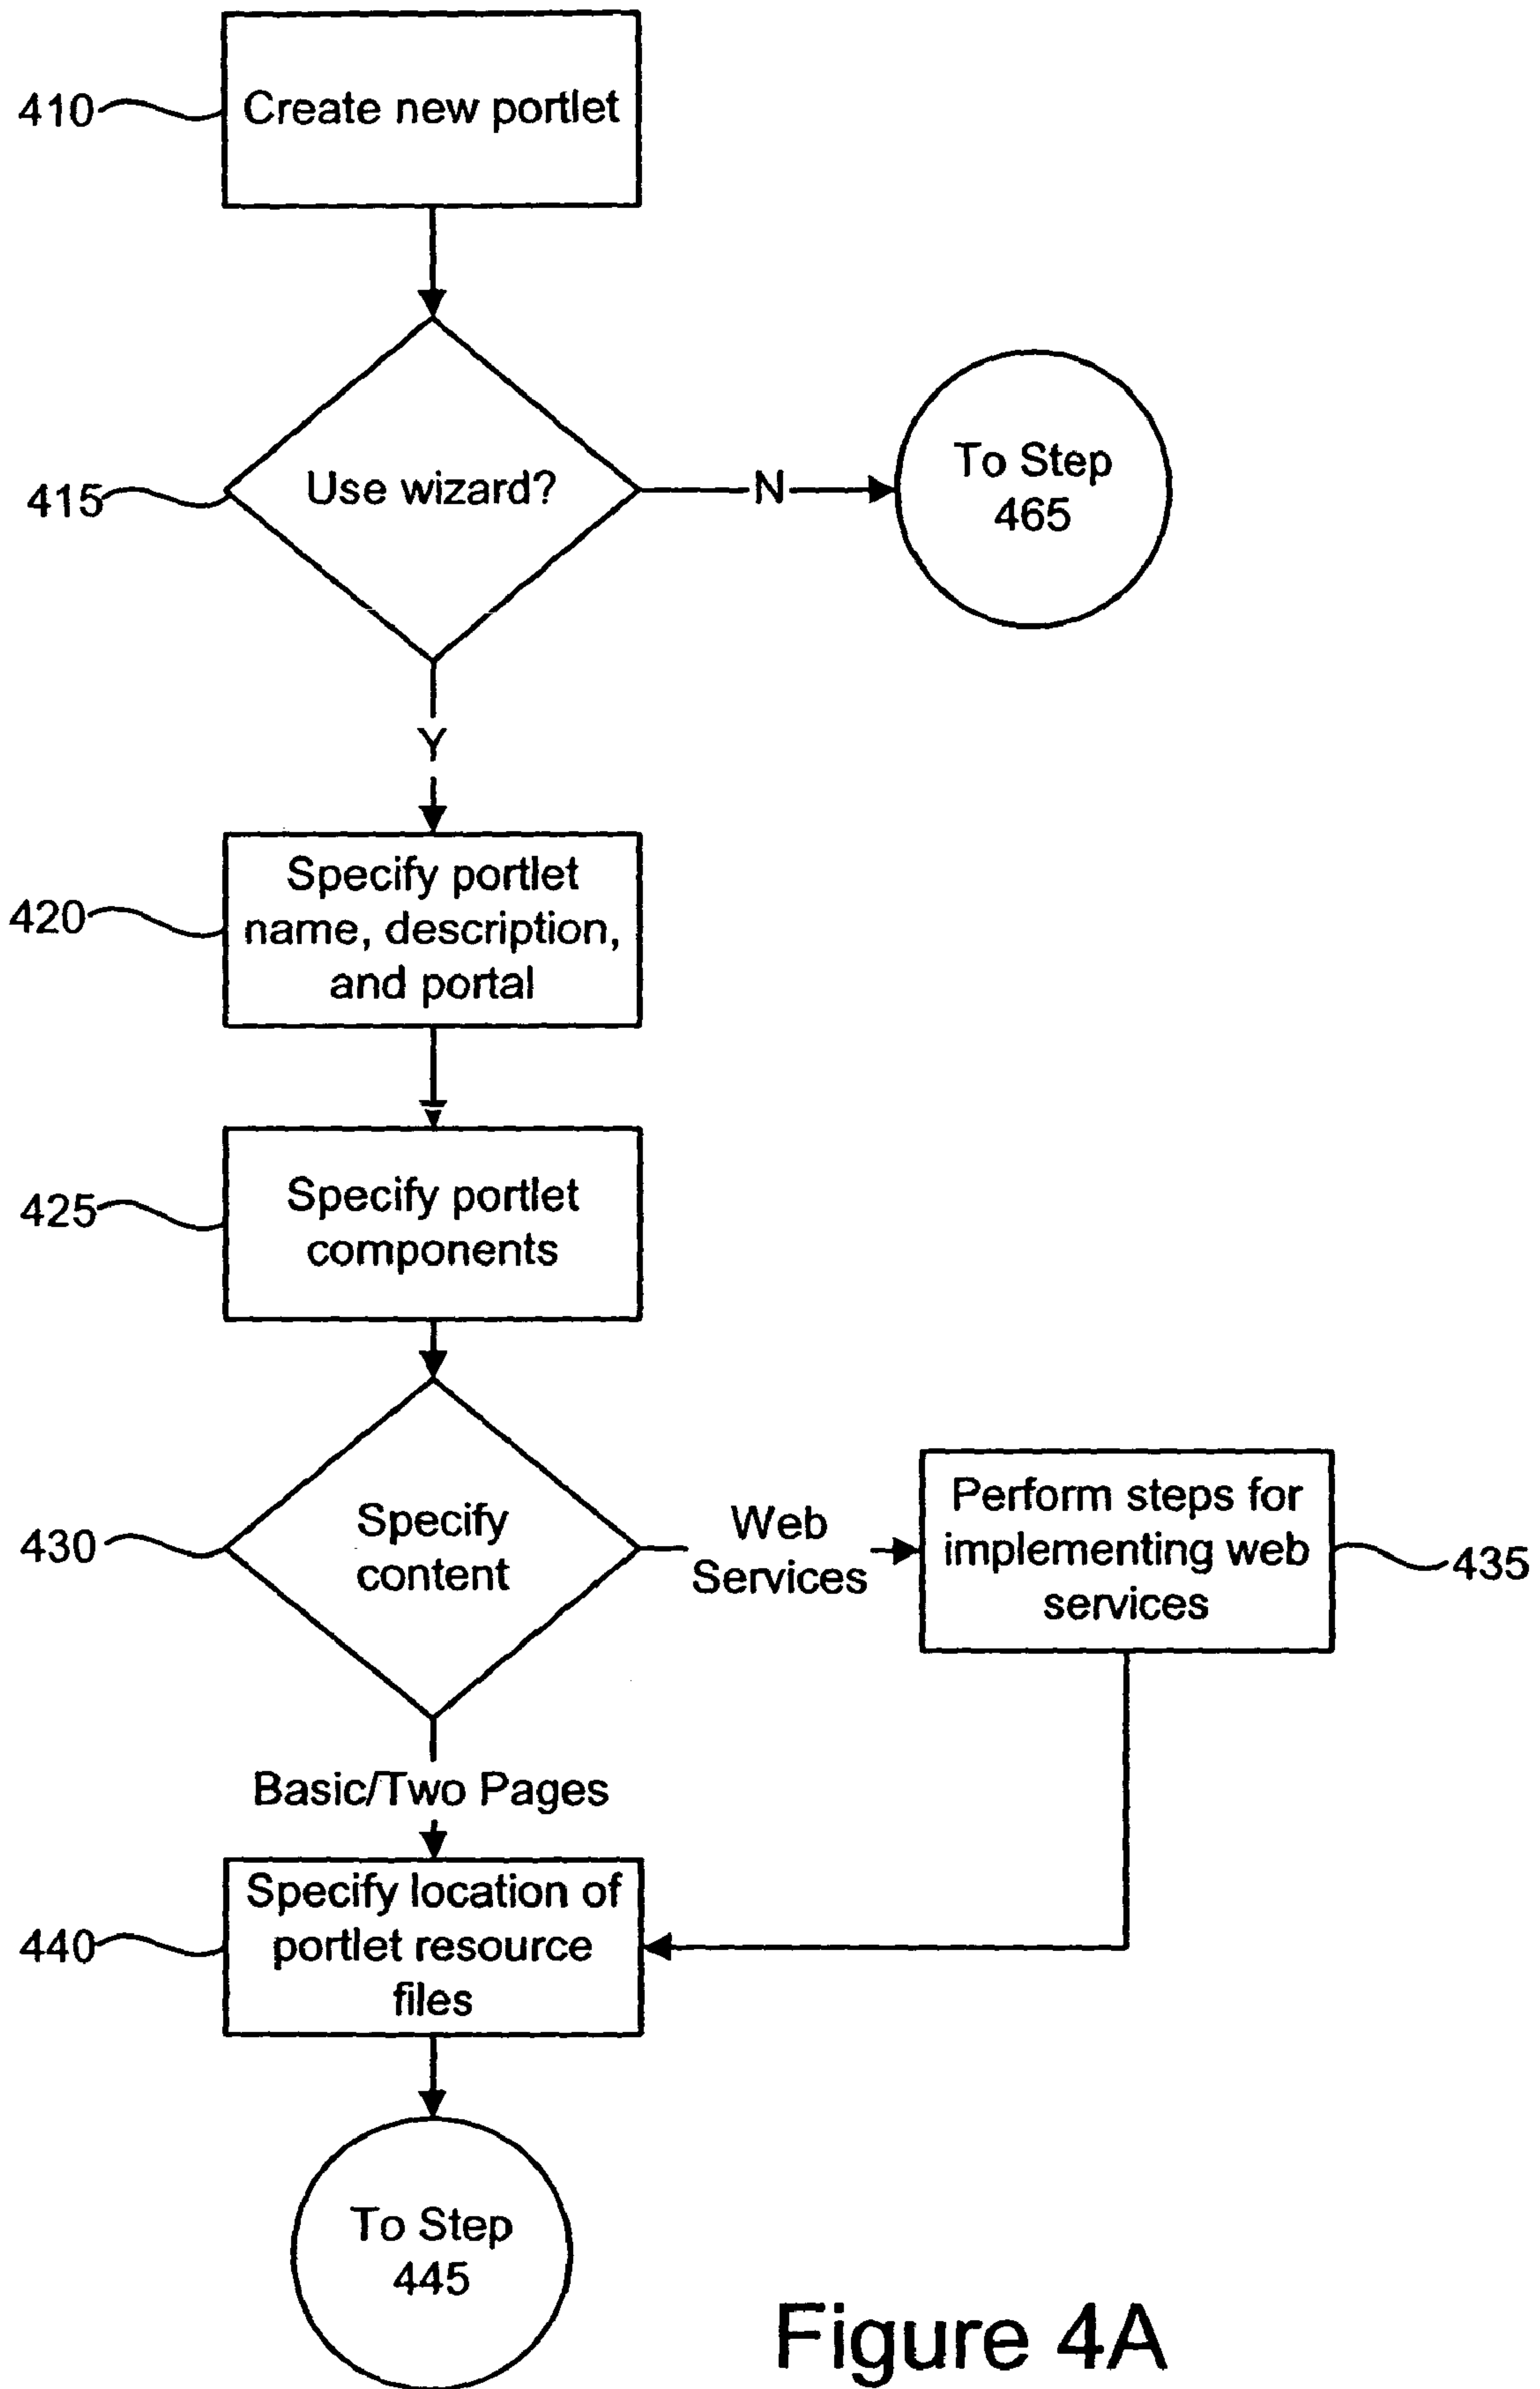 410
Create new portlet
415
Use wizard?
N
To Step
465
Y
420
Specify portlet
name, description,
and portal
425
Specify portlet
components
430
Specify
content
Web
Services
Perform steps for
implementing web
services
435
Basic/Two Pages
440
Specify location of
portlet resource
files
To Step
445
Figure 4A